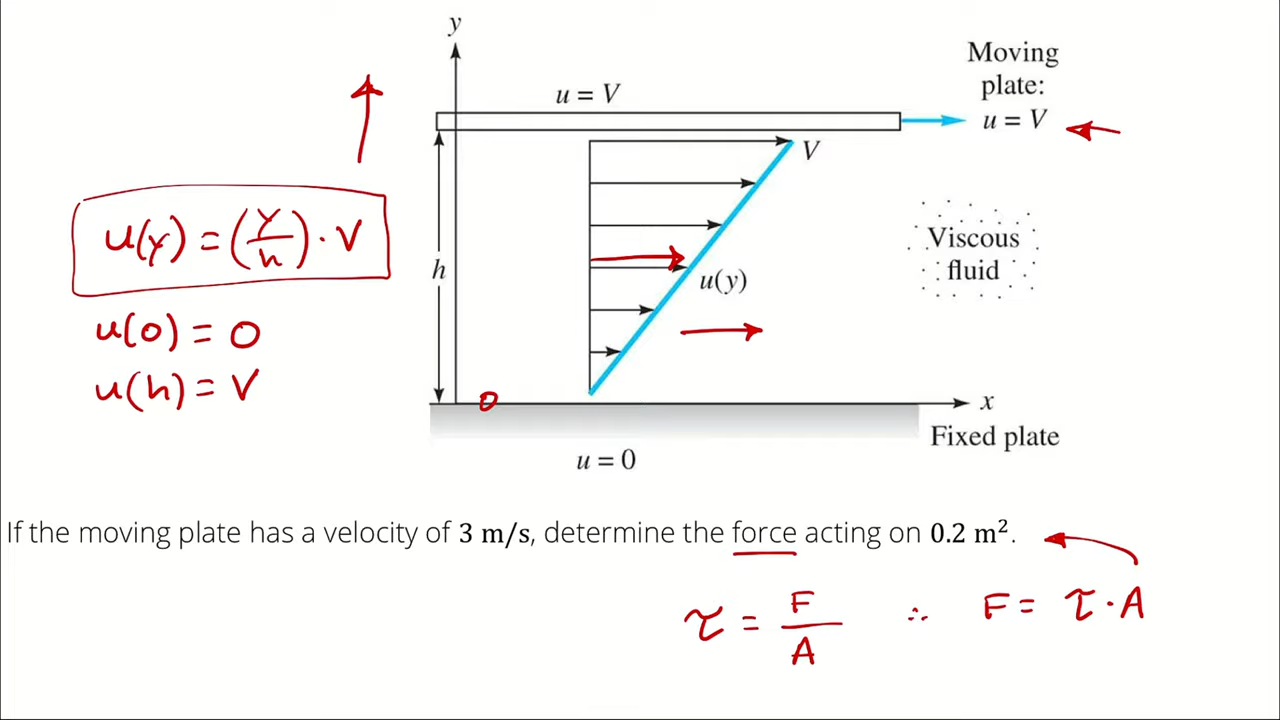 y
Moving
plate:
u = V
u = V
V
u(y) = (y/h) · V
Viscous
fluid
h
u(y)
u(0) = 0
u(h) = V
0
x
Fixed plate
u = 0
If the moving plate has a velocity of 3 m/s, determine the force acting on 0.2 m².
τ = F/A ∴ F = τ · A